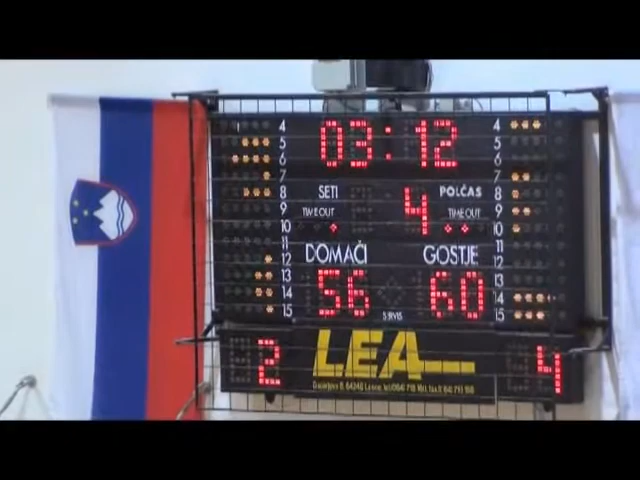 03:12
4 4
5 5
6 6
7 7
8 SETI 4 POLČAS 8
9 TIME OUT TIME OUT 9
10 10
11 DOMAČI GOSTJE 11
12 12
13 56 60 13
14 14
15 SERVIS 15
2 LEA 4